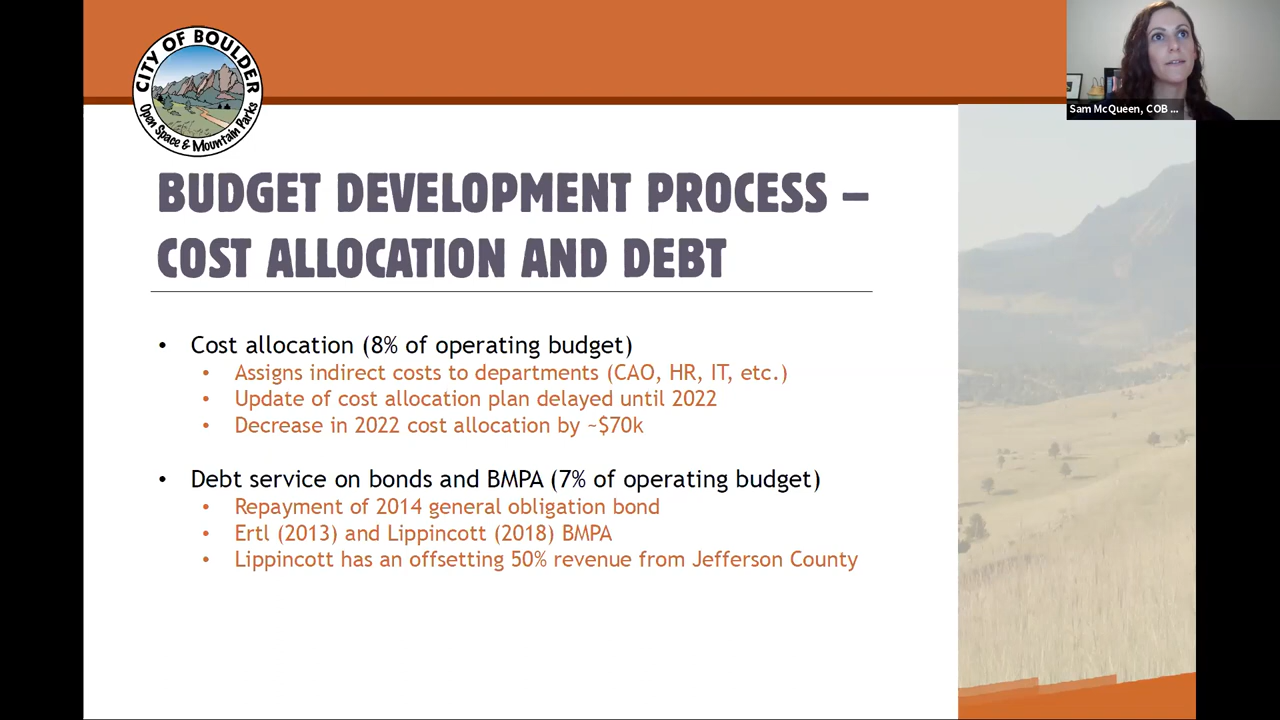 CITY OF BOULDER
Open Space & Mountain Parks
Sam McQueen, COB ...
BUDGET DEVELOPMENT PROCESS –
COST ALLOCATION AND DEBT
• Cost allocation (8% of operating budget)
• Assigns indirect costs to departments (CAO, HR, IT, etc.)
• Update of cost allocation plan delayed until 2022
• Decrease in 2022 cost allocation by ~$70k
• Debt service on bonds and BMPA (7% of operating budget)
• Repayment of 2014 general obligation bond
• Ertl (2013) and Lippincott (2018) BMPA
• Lippincott has an offsetting 50% revenue from Jefferson County